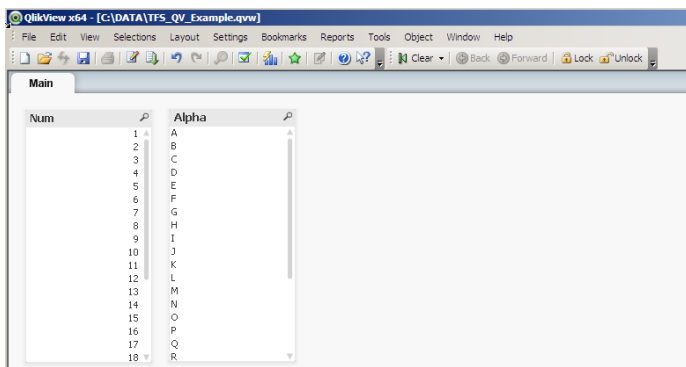 QlikView x64 - [C:\DATA\TFS_QV_Example.qvw]
File Edit View Selections Layout Settings Bookmarks Reports Tools Object Window Help
Clear Back Forward Lock Unlock
Main
Num Alpha
1 A
2 B
3 C
4 D
5 E
6 F
7 G
8 H
9 I
10 J
11 K
12 L
13 M
14 N
15 O
16 P
17 Q
18 R